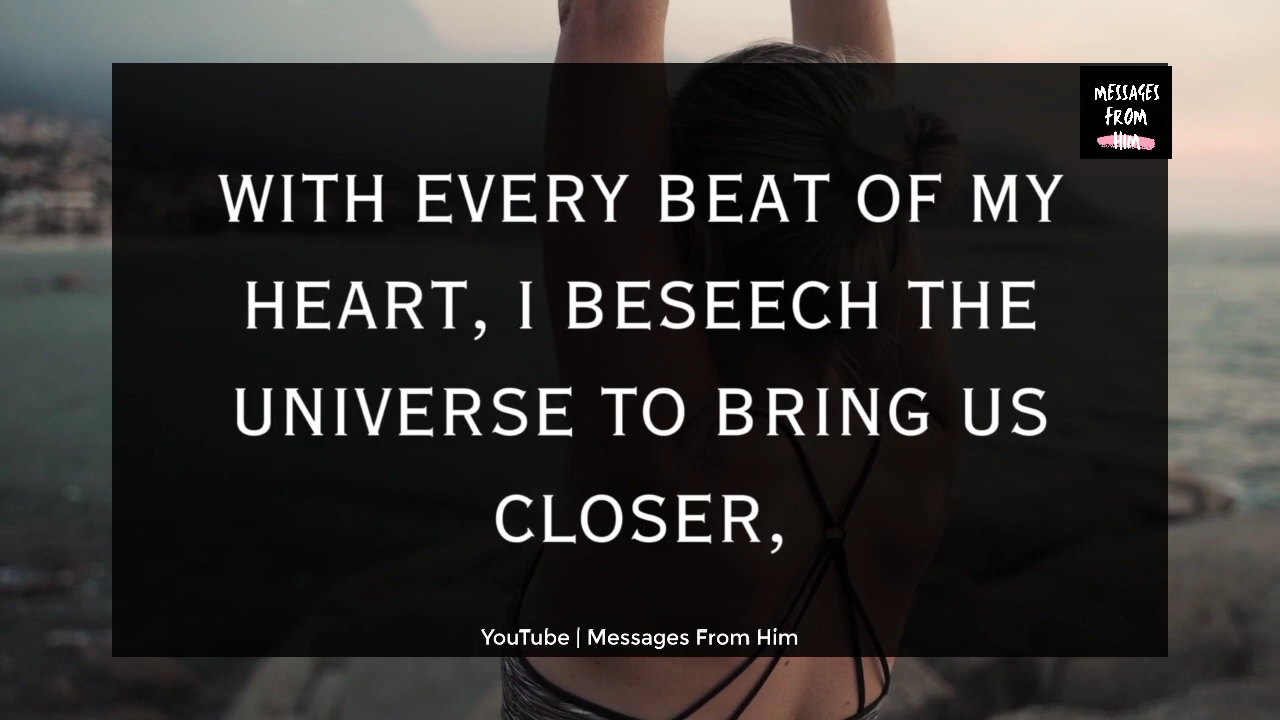 MESSAGES
FROM
HIM
WITH EVERY BEAT OF MY
HEART, I BESEECH THE
UNIVERSE TO BRING US
CLOSER,
YouTube | Messages From Him